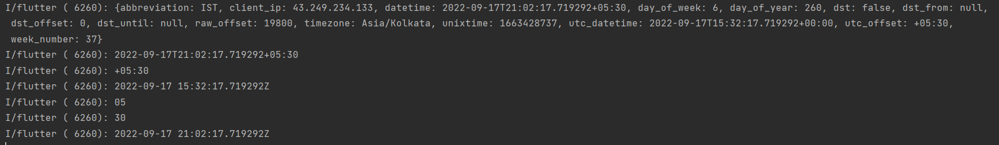 I/flutter ( 6260): {abbreviation: IST, client_ip: 43.249.234.133, datetime: 2022-09-17T21:02:17.719292+05:30, day_of_week: 6, day_of_year: 260, dst: false, dst_from: null,
dst_offset: 0, dst_until: null, raw_offset: 19800, timezone: Asia/Kolkata, unixtime: 1663428737, utc_datetime: 2022-09-17T15:32:17.719292+00:00, utc_offset: +05:30,
week_number: 37}
I/flutter ( 6260): 2022-09-17T21:02:17.719292+05:30
I/flutter ( 6260): +05:30
I/flutter ( 6260): 2022-09-17 15:32:17.719292Z
I/flutter ( 6260): 05
I/flutter ( 6260): 30
I/flutter ( 6260): 2022-09-17 21:02:17.719292Z